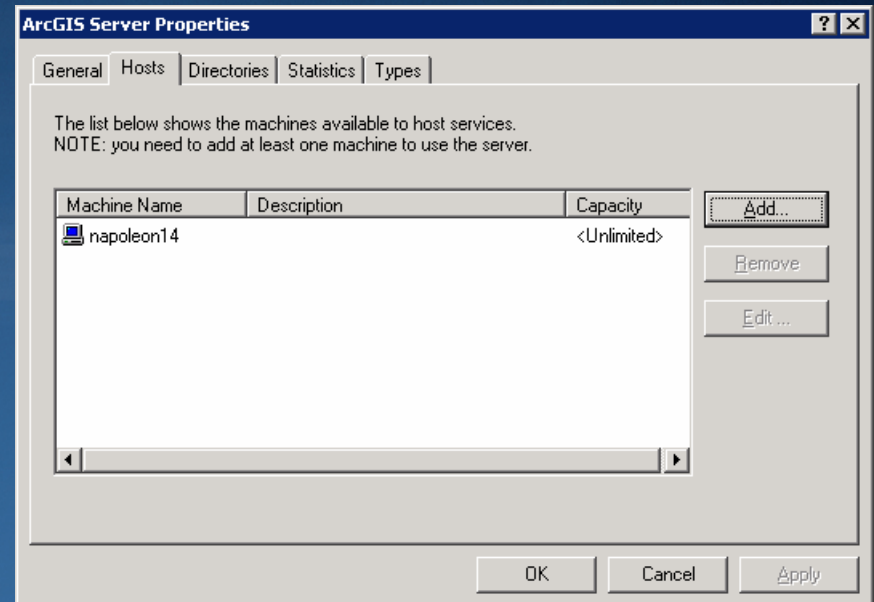 ArcGIS Server Properties
General Hosts Directories Statistics Types
The list below shows the machines available to host services.
NOTE: you need to add at least one machine to use the server.
Machine Name Description Capacity
napoleon14 <Unlimited>
Add...
Remove
Edit ...
OK Cancel Apply